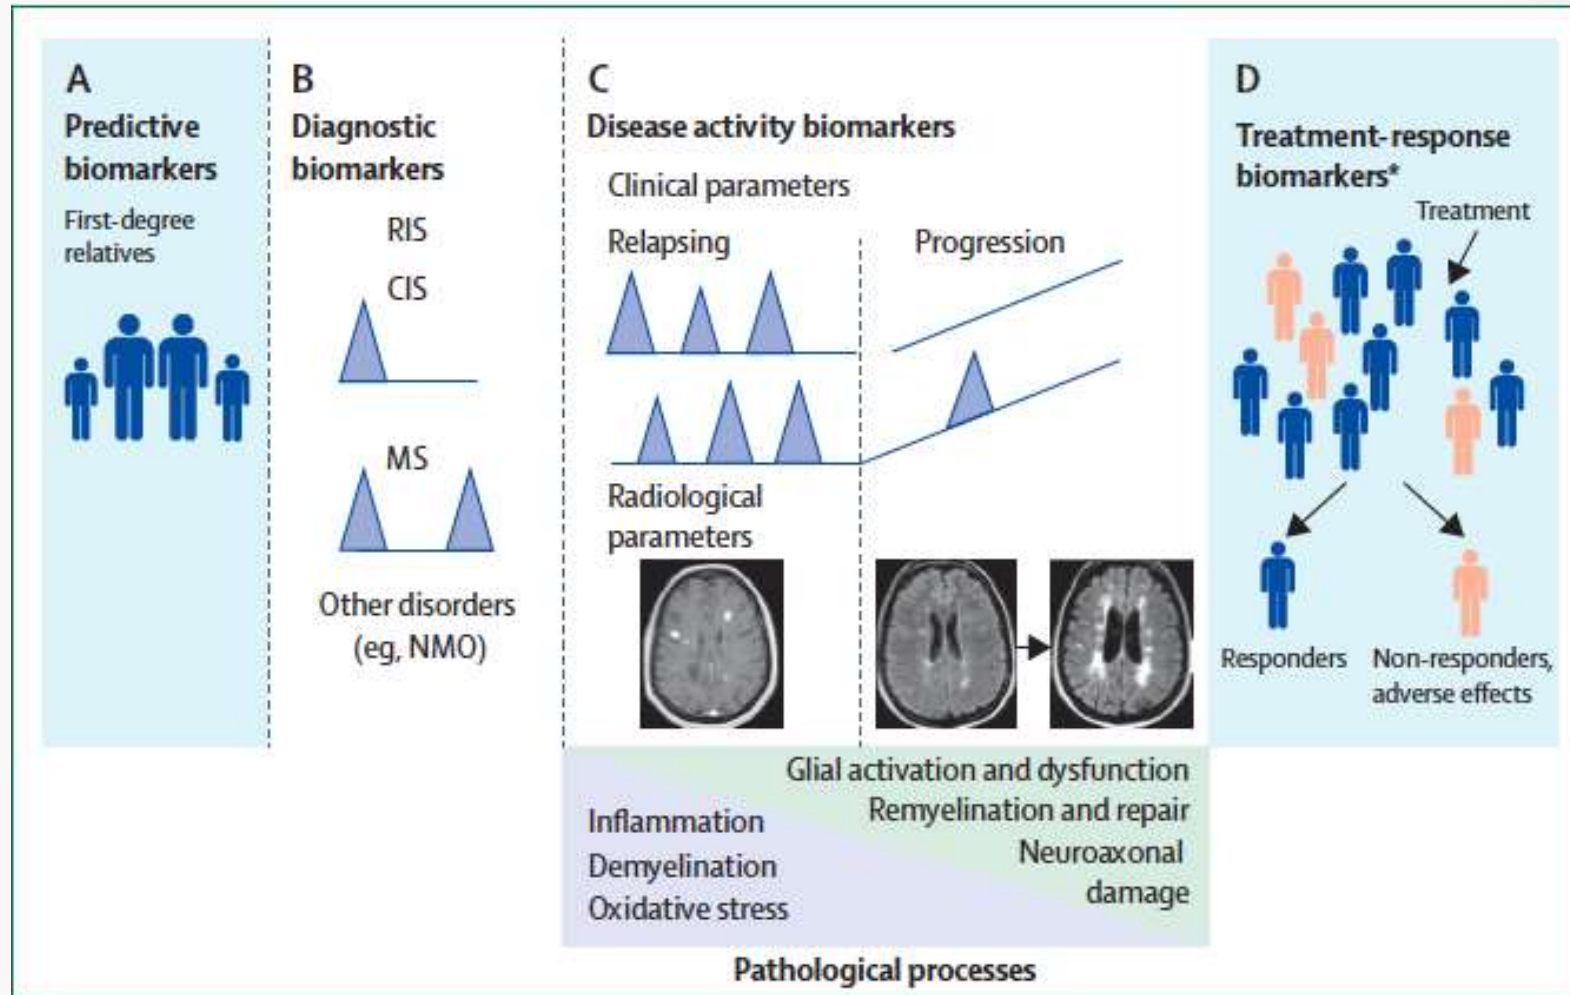 A
Predictive
biomarkers
First-degree
relatives
B
Diagnostic
biomarkers
RIS
CIS
MS
Other disorders
(eg, NMO)
C
Disease activity biomarkers
Clinical parameters
Relapsing
Progression
Radiological
parameters
Glial activation and dysfunction
Remyelination and repair
Neuroaxonal
damage
Inflammation
Demyelination
Oxidative stress
Pathological processes
D
Treatment-response
biomarkers*
Treatment
Responders
Non-responders,
adverse effects